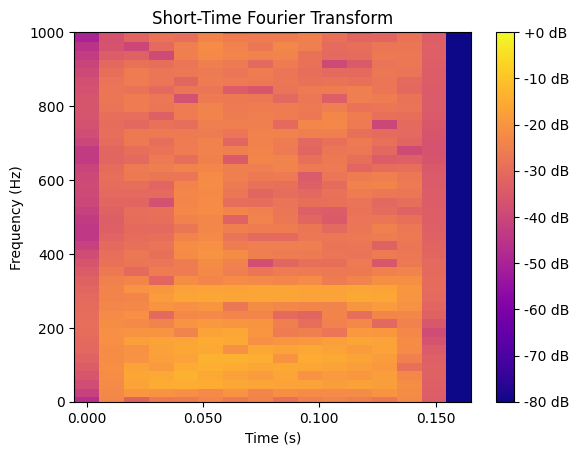 Short-Time Fourier Transform
1000
800
600
400
200
0
Frequency (Hz)
0.000
0.050
0.100
0.150
Time (s)
+0 dB
-10 dB
-20 dB
-30 dB
-40 dB
-50 dB
-60 dB
-70 dB
-80 dB